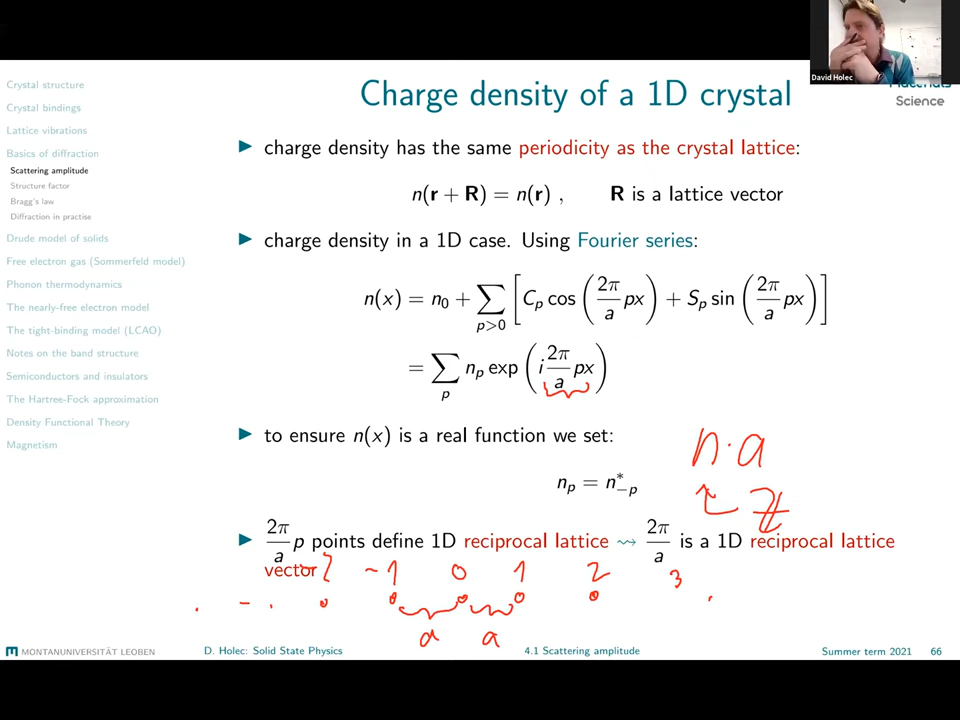 David Holec
Materials
Science
Crystal structure
Crystal bindings
Lattice vibrations
Basics of diffraction
Scattering amplitude
Structure factor
Bragg's law
Diffraction in practise
Drude model of solids
Free electron gas (Sommerfeld model)
Phonon thermodynamics
The nearly-free electron model
The tight-binding model (LCAO)
Notes on the band structure
Semiconductors and insulators
The Hartree-Fock approximation
Density Functional Theory
Magnetism
Charge density of a 1D crystal
▶ charge density has the same periodicity as the crystal lattice:
n(r + R) = n(r) , R is a lattice vector
▶ charge density in a 1D case. Using Fourier series:
n(x) = n₀ + ∑_{p>0} [ C_p cos ( 2π/a px ) + S_p sin ( 2π/a px ) ]
= ∑_p n_p exp ( i 2π/a px )
▶ to ensure n(x) is a real function we set:
n·a
n_p = n*_{−p}
ℤ
▶ 2π/a p points define 1D reciprocal lattice ⇝ 2π/a is a 1D reciprocal lattice
vector
-2 -1 0 1 2 3
a a
MONTANUNIVERSITÄT LEOBEN
D. Holec: Solid State Physics
4.1 Scattering amplitude
Summer term 2021 66